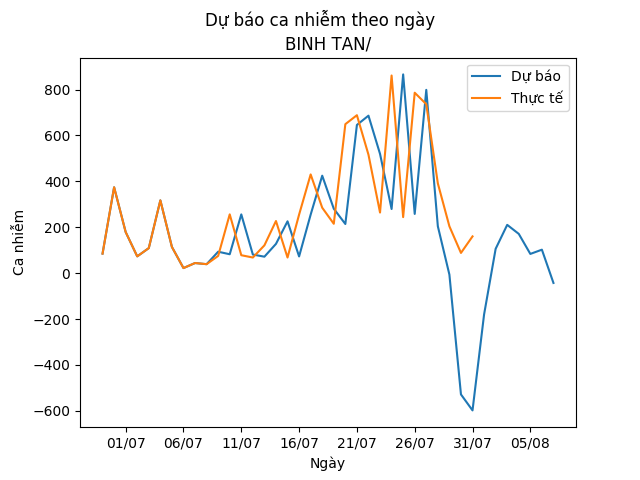 Dự báo ca nhiễm theo ngày
BINH TAN/
Dự báo
Thực tế
Ca nhiễm
800
600
400
200
0
−200
−400
−600
01/07 06/07 11/07 16/07 21/07 26/07 31/07 05/08
Ngày